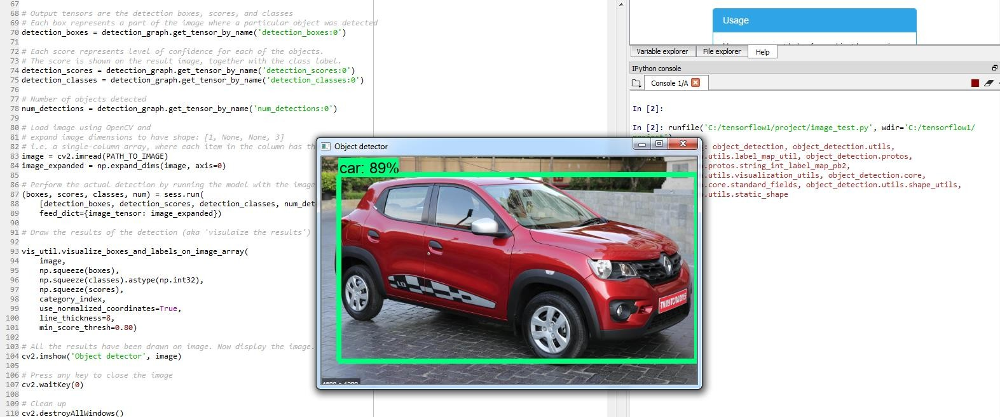 67
68 # Output tensors are the detection boxes, scores, and classes
69 # Each box represents a part of the image where a particular object was detected
70 detection_boxes = detection_graph.get_tensor_by_name('detection_boxes:0')
71
72 # Each score represents level of confidence for each of the objects.
73 # The score is shown on the result image, together with the class label.
74 detection_scores = detection_graph.get_tensor_by_name('detection_scores:0')
75 detection_classes = detection_graph.get_tensor_by_name('detection_classes:0')
76
77 # Number of objects detected
78 num_detections = detection_graph.get_tensor_by_name('num_detections:0')
79
80 # Load image using OpenCV and
81 # expand image dimensions to have shape: [1, None, None, 3]
82 # i.e. a single-column array, where each item in the column has th
83 image = cv2.imread(PATH_TO_IMAGE)
84 image_expanded = np.expand_dims(image, axis=0)
85
86 # Perform the actual detection by running the model with the image
87 (boxes, scores, classes, num) = sess.run(
88 [detection_boxes, detection_scores, detection_classes, num_det
89 feed_dict={image_tensor: image_expanded})
90
91 # Draw the results of the detection (aka 'visulaize the results')
92
93 vis_util.visualize_boxes_and_labels_on_image_array(
94 image,
95 np.squeeze(boxes),
96 np.squeeze(classes).astype(np.int32),
97 np.squeeze(scores),
98 category_index,
99 use_normalized_coordinates=True,
100 line_thickness=8,
101 min_score_thresh=0.80)
102
103 # All the results have been drawn on image. Now display the image.
104 cv2.imshow('Object detector', image)
105
106 # Press any key to close the image
107 cv2.waitKey(0)
108
109 # Clean up
110 cv2.destroyAllWindows()
Object detector
car: 89%
1.0
TN09TC/08/2015
Usage
Variable explorer File explorer Help
IPython console
Console 1/A
In [2]:
In [2]: runfile('C:/tensorflow1/project/image_test.py', wdir='C:/tensorflow1/
: object_detection, object_detection.utils,
.utils.label_map_util, object_detection.protos,
.protos.string_int_label_map_pb2,
.utils.visualization_utils, object_detection.core,
.core.standard_fields, object_detection.utils.shape_utils,
.utils.static_shape